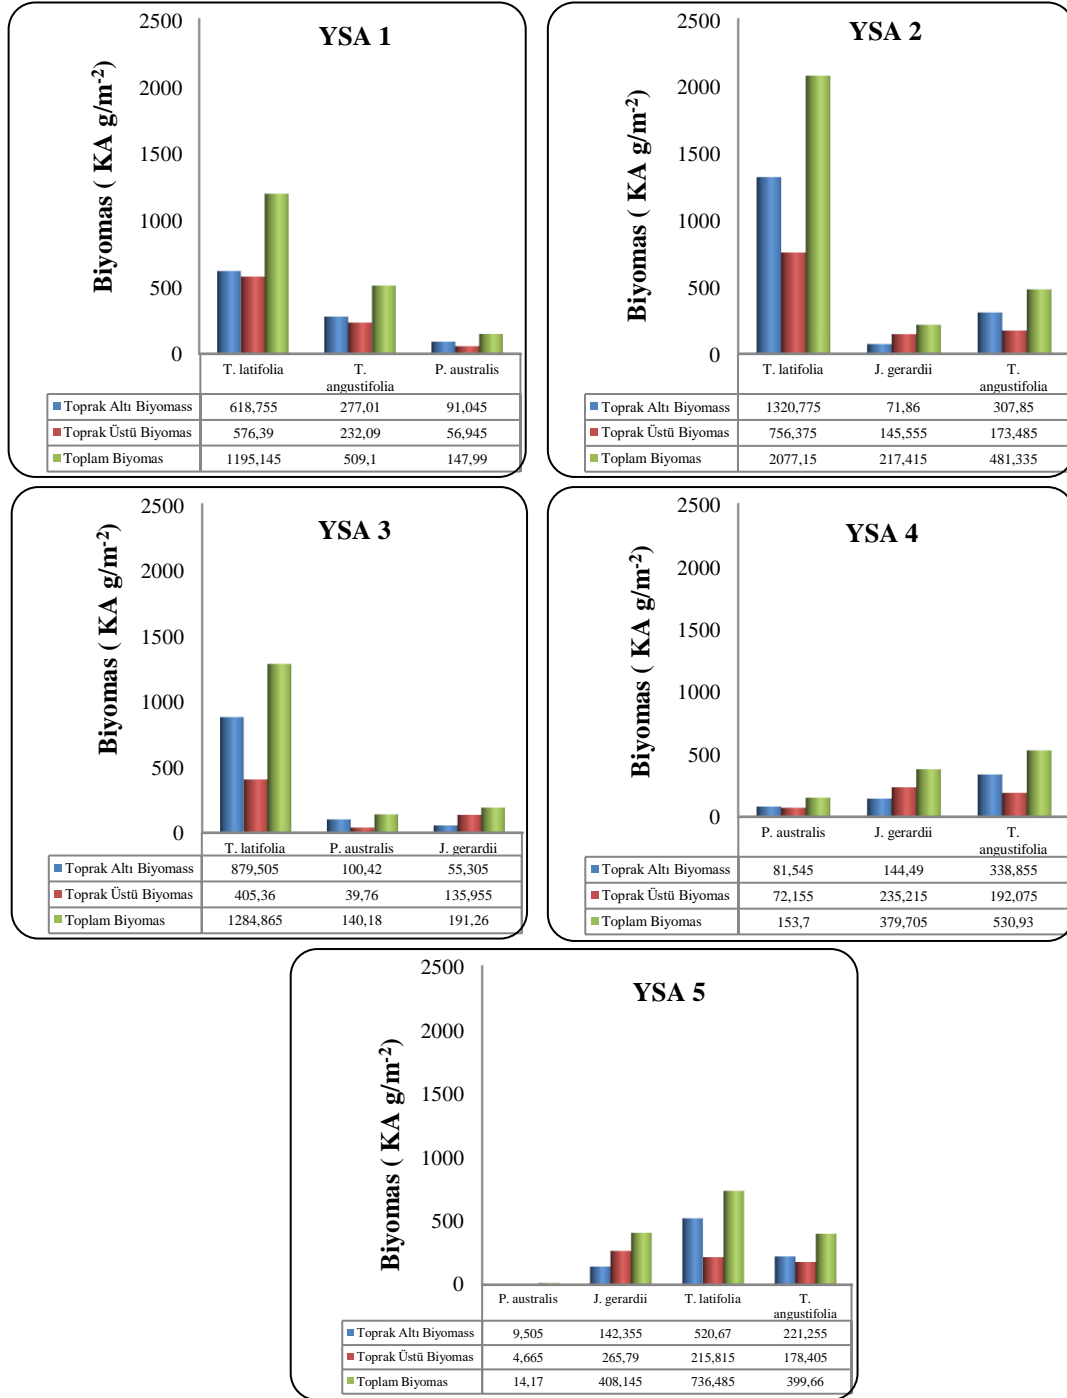 YSA 1
Biyomas ( KA g/m-2)
2500
2000
1500
1000
500
0
T. latifolia T. angustifolia P. australis
Toprak Altı Biyomass 618,755 277,01 91,045
Toprak Üstü Biyomas 576,39 232,09 56,945
Toplam Biyomas 1195,145 509,1 147,99
YSA 2
Biyomas ( KA g/m-2)
2500
2000
1500
1000
500
0
T. latifolia J. gerardii T. angustifolia
Toprak Altı Biyomass 1320,775 71,86 307,85
Toprak Üstü Biyomas 756,375 145,555 173,485
Toplam Biyomas 2077,15 217,415 481,335
YSA 3
Biyomas ( KA g/m-2)
2500
2000
1500
1000
500
0
T. latifolia P. australis J. gerardii
Toprak Altı Biyomass 879,505 100,42 55,305
Toprak Üstü Biyomas 405,36 39,76 135,955
Toplam Biyomas 1284,865 140,18 191,26
YSA 4
Biyomas ( KA g/m-2)
2500
2000
1500
1000
500
0
P. australis J. gerardii T. angustifolia
Toprak Altı Biyomass 81,545 144,49 338,855
Toprak Üstü Biyomas 72,155 235,215 192,075
Toplam Biyomas 153,7 379,705 530,93
YSA 5
Biyomas ( KA g/m-2)
2500
2000
1500
1000
500
0
P. australis J. gerardii T. latifolia T. angustifolia
Toprak Altı Biyomass 9,505 142,355 520,67 221,255
Toprak Üstü Biyomas 4,665 265,79 215,815 178,405
Toplam Biyomas 14,17 408,145 736,485 399,66